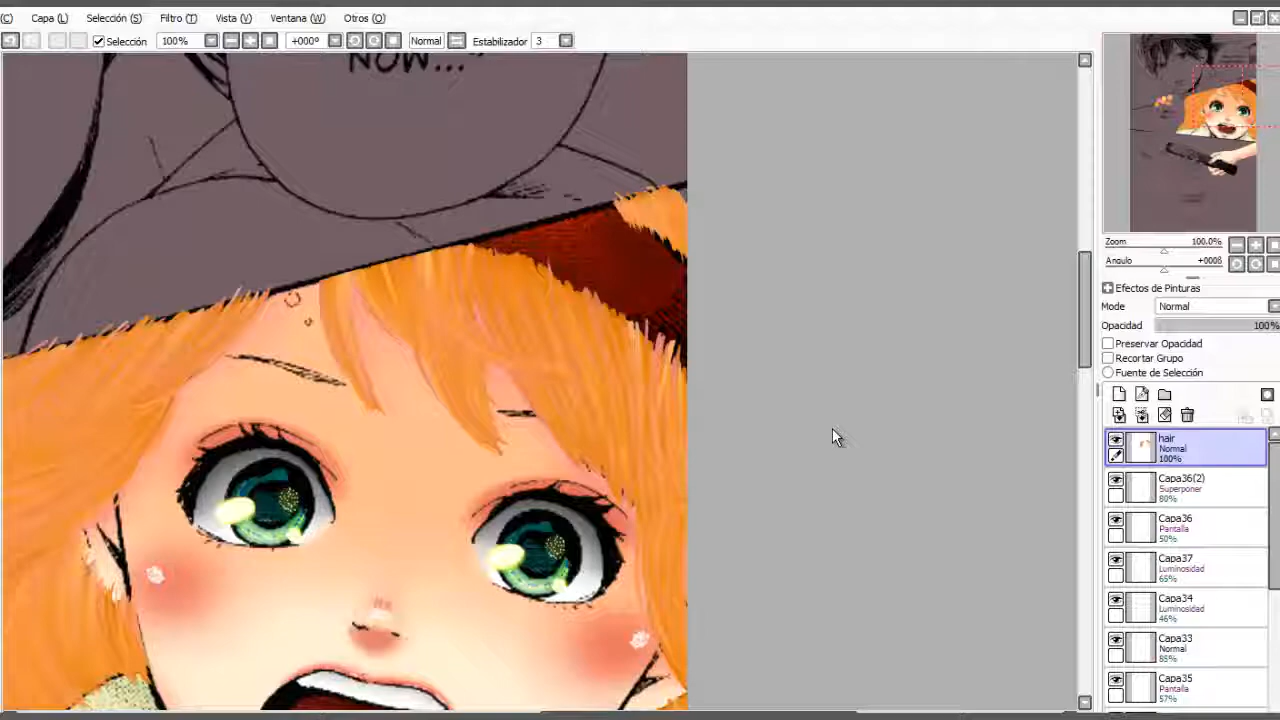 (C) Capa (L) Selección (S) Filtro (T) Vista (V) Ventana (W) Otros (O)
Selección 100% +000º Normal Estabilizador 3
NOW..."
Zoom 100.0%
Angulo +000ß
Efectos de Pinturas
Mode Normal
Opacidad 100%
Preservar Opacidad
Recortar Grupo
Fuente de Selección
hair
Normal
100%
Capa36(2)
Superponer
80%
Capa36
Pantalla
50%
Capa37
Luminosidad
65%
Capa34
Luminosidad
46%
Capa33
Normal
85%
Capa35
Pantalla
57%